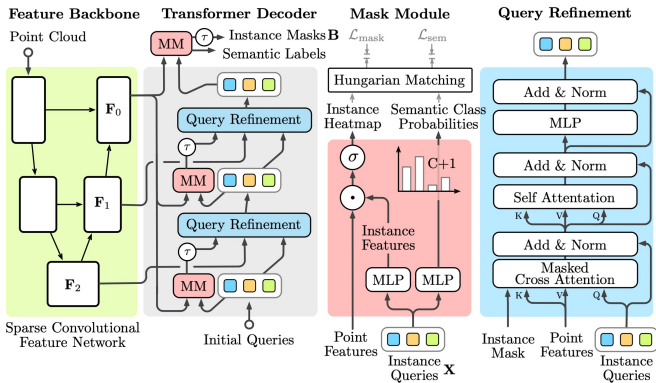 Feature Backbone
Point Cloud
F₀
F₁
F₂
Sparse Convolutional
Feature Network
Transformer Decoder
MM
τ
Instance Masks B
Semantic Labels
Query Refinement
τ
MM
Query Refinement
τ
MM
Initial Queries
Mask Module
ℒmask
ℒsem
Hungarian Matching
Instance
Heatmap
Semantic Class
Probabilities
σ
C+1
Instance
Features
MLP
MLP
Point
Features
Instance
Queries X
Query Refinement
Add & Norm
MLP
Add & Norm
Self Attentation
K
V
Q
Add & Norm
Masked
Cross Attention
K
V
Q
Instance
Mask
Point
Features
Instance
Queries